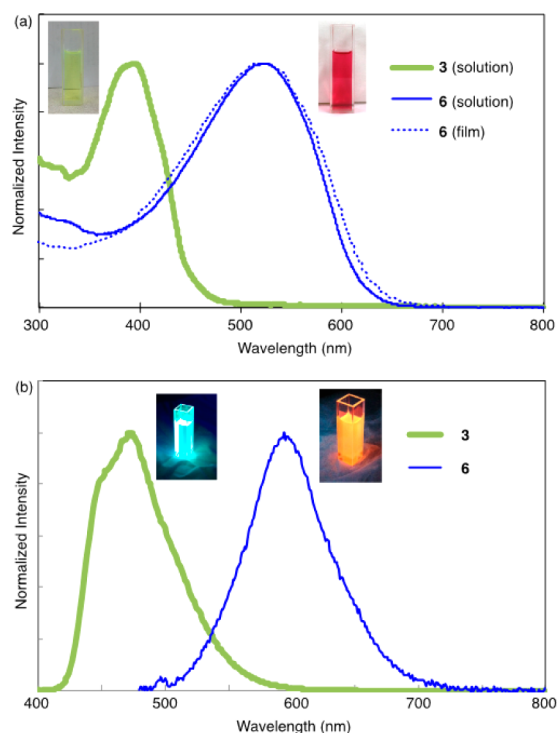 (a)
3 (solution)
6 (solution)
6 (film)
Normalized Intensity
300 400 500 600 700 800
Wavelength (nm)
(b)
3
6
Normalized Intensity
400 500 600 700 800
Wavelength (nm)